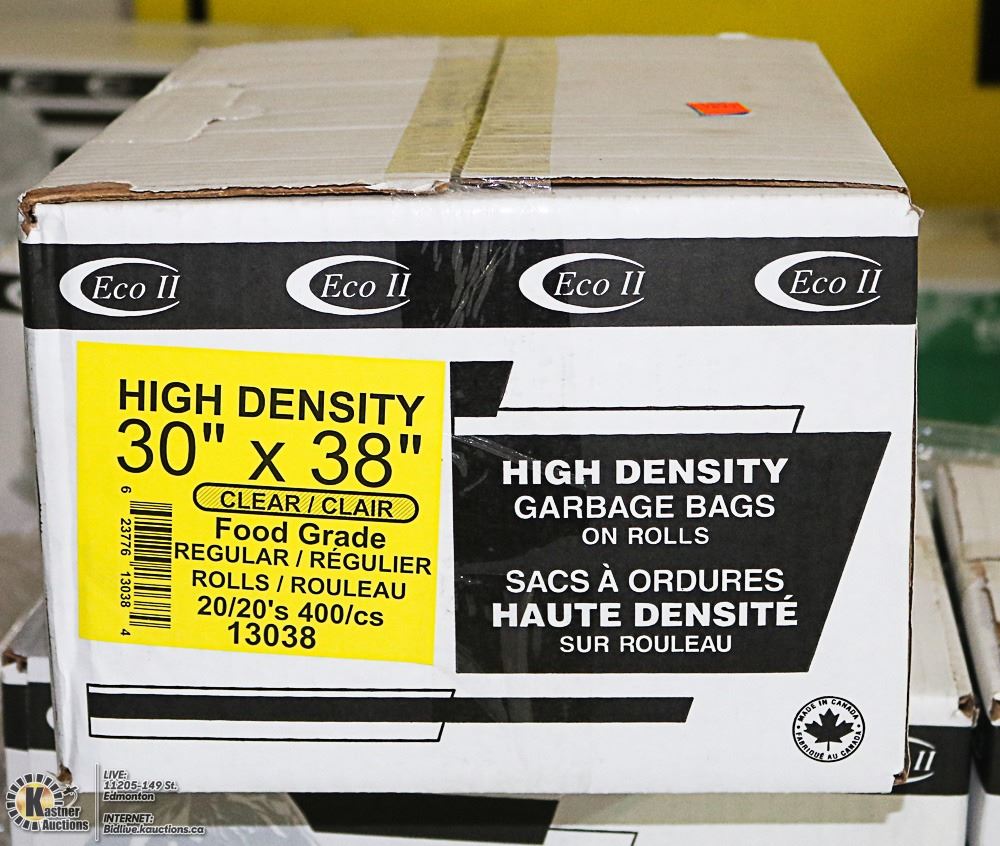 Eco II Eco II Eco II Eco II
HIGH DENSITY
30" x 38"
CLEAR / CLAIR
Food Grade
REGULAR / RÉGULIER
ROLLS / ROULEAU
20/20's 400/cs
13038
6 23776 13038 4
HIGH DENSITY
GARBAGE BAGS
ON ROLLS
SACS À ORDURES
HAUTE DENSITÉ
SUR ROULEAU
MADE IN CANADA
FABRIQUÉ AU CANADA
II
Kastner
Auctions
LIVE:
11205-149 St.
Edmonton
INTERNET:
Bidlive.kauctions.ca